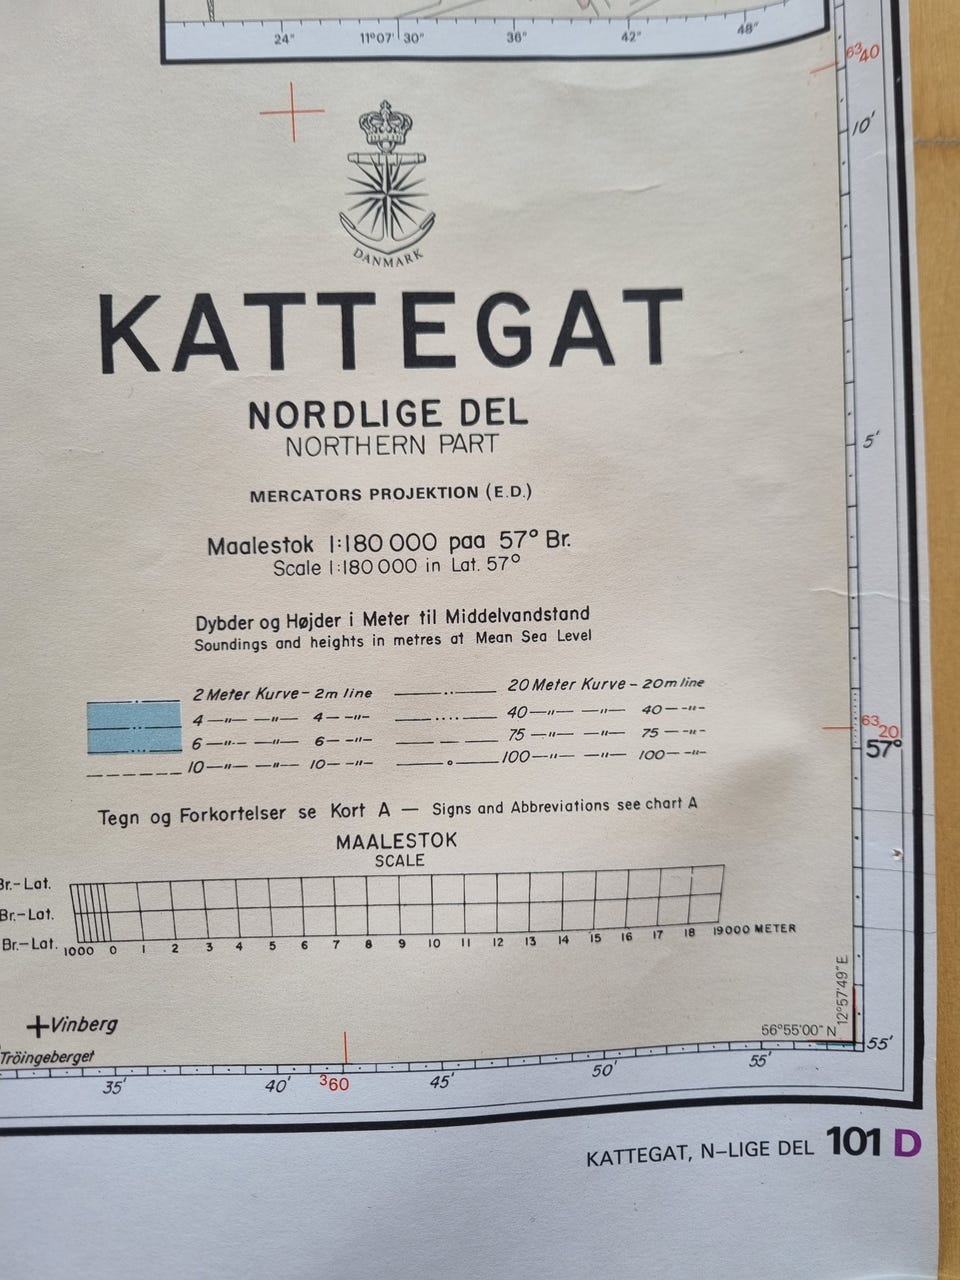 24" 11°07' 30" 36" 42" 48"
6340
10'
DANMARK
KATTEGAT
NORDLIGE DEL
NORTHERN PART
5'
MERCATORS PROJEKTION (E.D.)
Maalestok 1:180 000 paa 57° Br.
Scale 1:180 000 in Lat. 57°
Dybder og Højder i Meter til Middelvandstand
Soundings and heights in metres at Mean Sea Level
2 Meter Kurve – 2m line 20 Meter Kurve – 20m line
4 —"— —"— 4 — –"– 40 —"— —"— 40 — –"–
6 —"— —"— 6 — –"– 75 —"— —"— 75 — –"–
10 —"— —"— 10 — –"– 100 —"— —"— 100 — –"–
6320
57°
Tegn og Forkortelser se Kort A — Signs and Abbreviations see chart A
MAALESTOK
SCALE
Br.-Lat.
Br.-Lat.
Br.-Lat.
1000 0 1 2 3 4 5 6 7 8 9 10 11 12 13 14 15 16 17 18 19000 METER
12°57'49" E
Vinberg
56°55'00" N
55'
Tröingeberget
35' 40' 360 45' 50' 55'
KATTEGAT, N–LIGE DEL 101 D